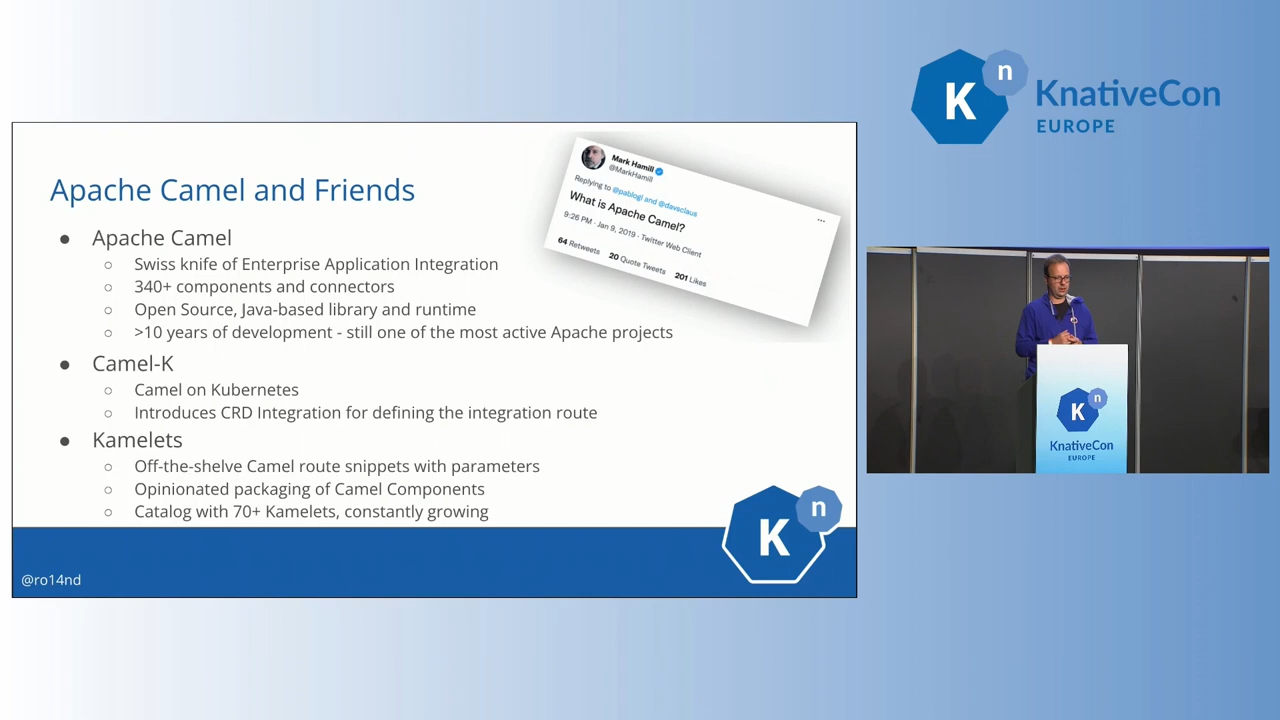 K
n
KnativeCon
EUROPE
Apache Camel and Friends
Mark Hamill
@MarkHamill
Replying to @pablogl and @davsclaus
What is Apache Camel?
9:26 PM · Jan 9, 2019 · Twitter Web Client
64 Retweets 20 Quote Tweets 201 Likes
● Apache Camel
○ Swiss knife of Enterprise Application Integration
○ 340+ components and connectors
○ Open Source, Java-based library and runtime
○ >10 years of development - still one of the most active Apache projects
● Camel-K
○ Camel on Kubernetes
○ Introduces CRD Integration for defining the integration route
● Kamelets
○ Off-the-shelve Camel route snippets with parameters
○ Opinionated packaging of Camel Components
○ Catalog with 70+ Kamelets, constantly growing
K
n
@ro14nd
K
n
KnativeCon
EUROPE